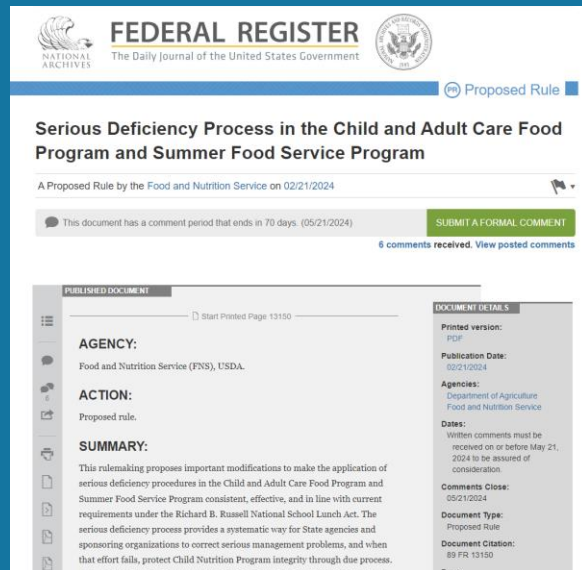 NATIONAL
ARCHIVES
FEDERAL REGISTER
The Daily Journal of the United States Government
PR Proposed Rule
Serious Deficiency Process in the Child and Adult Care Food
Program and Summer Food Service Program
A Proposed Rule by the Food and Nutrition Service on 02/21/2024
This document has a comment period that ends in 70 days. (05/21/2024)
SUBMIT A FORMAL COMMENT
6 comments received. View posted comments
PUBLISHED DOCUMENT
Start Printed Page 13150
AGENCY:
Food and Nutrition Service (FNS), USDA.
ACTION:
Proposed rule.
SUMMARY:
This rulemaking proposes important modifications to make the application of
serious deficiency procedures in the Child and Adult Care Food Program and
Summer Food Service Program consistent, effective, and in line with current
requirements under the Richard B. Russell National School Lunch Act. The
serious deficiency process provides a systematic way for State agencies and
sponsoring organizations to correct serious management problems, and when
that effort fails, protect Child Nutrition Program integrity through due process.
DOCUMENT DETAILS
Printed version:
PDF
Publication Date:
02/21/2024
Agencies:
Department of Agriculture
Food and Nutrition Service
Dates:
Written comments must be
received on or before May 21,
2024 to be assured of
consideration.
Comments Close:
05/21/2024
Document Type:
Proposed Rule
Document Citation:
89 FR 13150